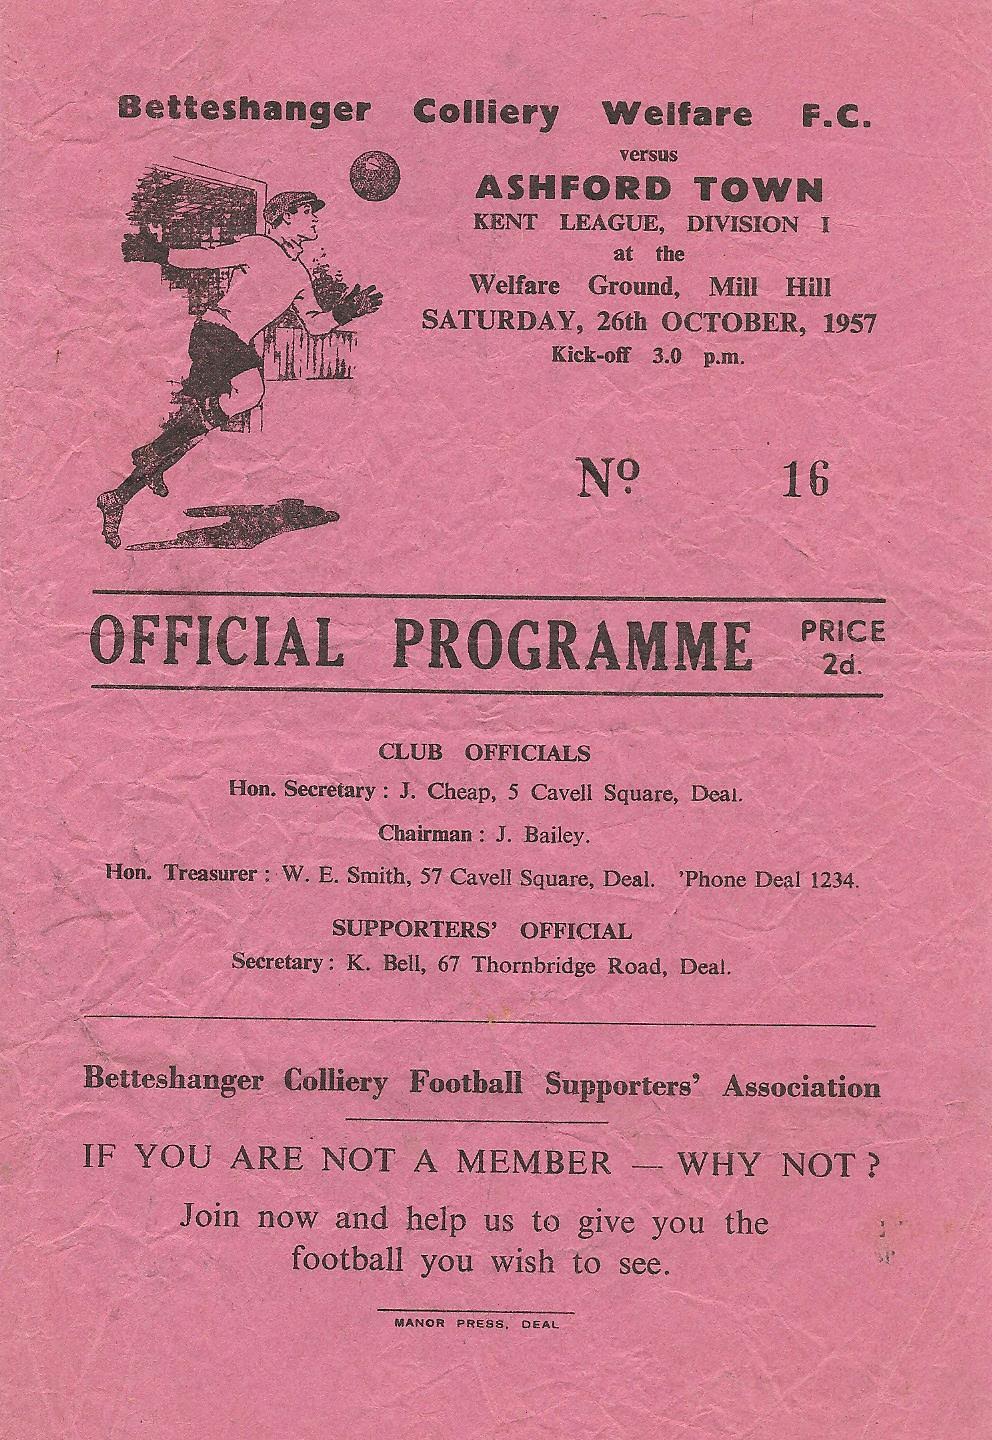 Betteshanger Colliery Welfare F.C.
versus
ASHFORD TOWN
KENT LEAGUE, DIVISION I
at the
Welfare Ground, Mill Hill
SATURDAY, 26th OCTOBER, 1957
Kick-off 3.0 p.m.
Nº 16
OFFICIAL PROGRAMME
PRICE
2d.
CLUB OFFICIALS
Hon. Secretary : J. Cheap, 5 Cavell Square, Deal.
Chairman : J. Bailey.
Hon. Treasurer : W. E. Smith, 57 Cavell Square, Deal. 'Phone Deal 1234.
SUPPORTERS' OFFICIAL
Secretary : K. Bell, 67 Thornbridge Road, Deal.
Betteshanger Colliery Football Supporters' Association
IF YOU ARE NOT A MEMBER — WHY NOT ?
Join now and help us to give you the
football you wish to see.
MANOR PRESS, DEAL